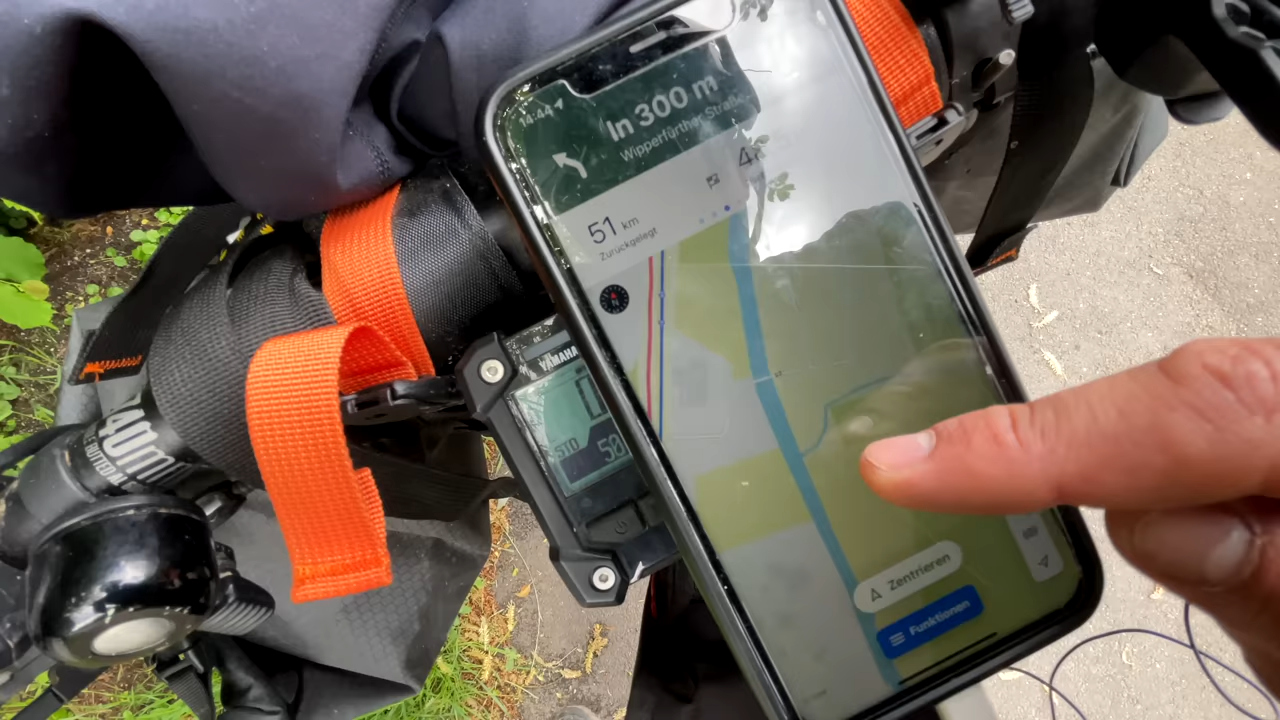 14:44
In 300 m
Wipperfürther Straße
51 km
Zurückgelegt
N
YAMAHA
STD
50
Zentrieren
Funktionen